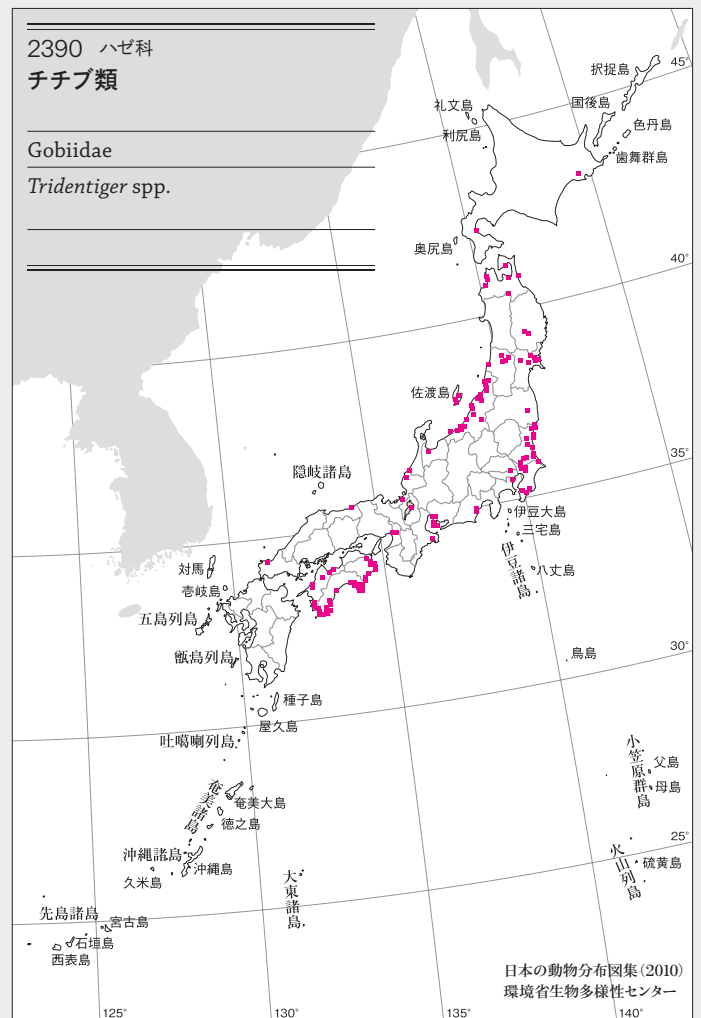 2390 ハゼ科
チチブ類
Gobiidae
Tridentiger spp.
択捉島
45°
礼文島
国後島
利尻島
色丹島
歯舞群島
奥尻島
40°
佐渡島
35°
隠岐諸島
伊豆大島
三宅島
伊豆諸島
八丈島
対馬
壱岐島
五島列島
甑島列島
鳥島
30°
種子島
屋久島
吐噶喇列島
小笠原群島
父島
母島
奄美諸島
奄美大島
徳之島
25°
沖縄諸島
沖縄島
久米島
火山列島
硫黄島
大東諸島
先島諸島
宮古島
石垣島
西表島
日本の動物分布図集(2010)
環境省生物多様性センター
125°
130°
135°
140°